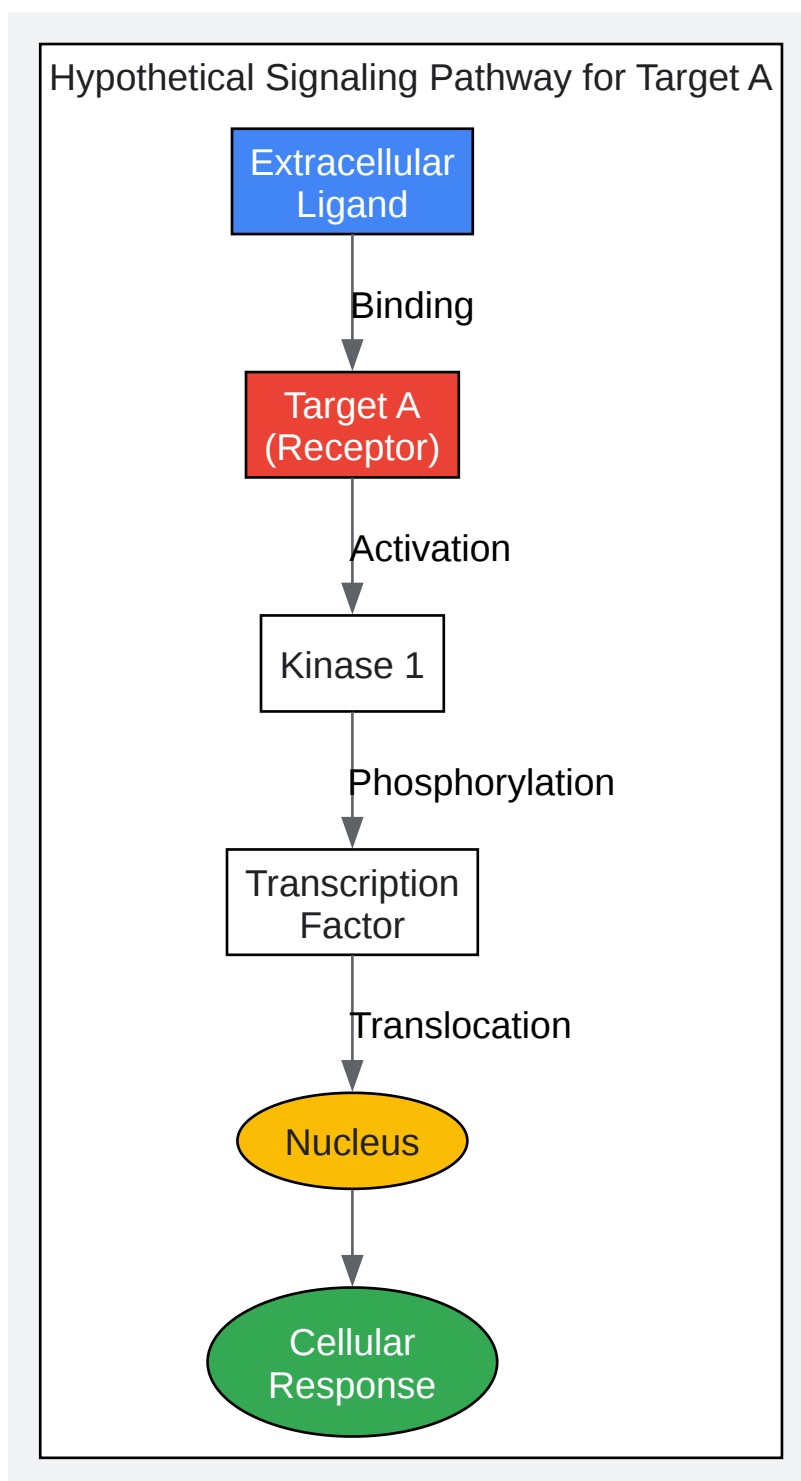 Hypothetical Signaling Pathway for Target A
Extracellular
Ligand
Binding
Target A
(Receptor)
Activation
Kinase 1
Phosphorylation
Transcription
Factor
Translocation
Nucleus
Cellular
Response